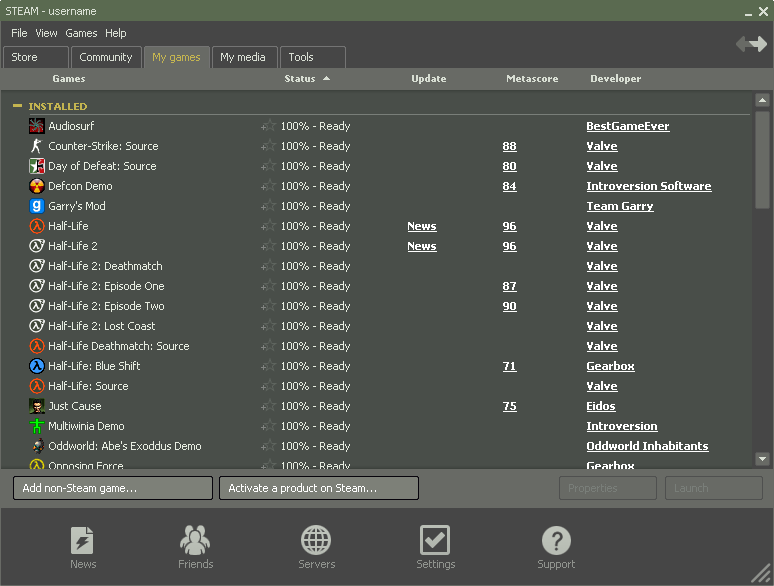 STEAM - username
File View Games Help
Store Community My games My media Tools
Games Status Update Metascore Developer
INSTALLED
Audiosurf 100% - Ready BestGameEver
Counter-Strike: Source 100% - Ready 88 Valve
Day of Defeat: Source 100% - Ready 80 Valve
Defcon Demo 100% - Ready 84 Introversion Software
Garry's Mod 100% - Ready Team Garry
Half-Life 100% - Ready News 96 Valve
Half-Life 2 100% - Ready News 96 Valve
Half-Life 2: Deathmatch 100% - Ready Valve
Half-Life 2: Episode One 100% - Ready 87 Valve
Half-Life 2: Episode Two 100% - Ready 90 Valve
Half-Life 2: Lost Coast 100% - Ready Valve
Half-Life Deathmatch: Source 100% - Ready Valve
Half-Life: Blue Shift 100% - Ready 71 Gearbox
Half-Life: Source 100% - Ready Valve
Just Cause 100% - Ready 75 Eidos
Multiwinia Demo 100% - Ready Introversion
Oddworld: Abe's Exoddus Demo 100% - Ready Oddworld Inhabitants
Opposing Force 100% - Ready Gearbox
Add non-Steam game... Activate a product on Steam... Properties Launch
News Friends Servers Settings Support